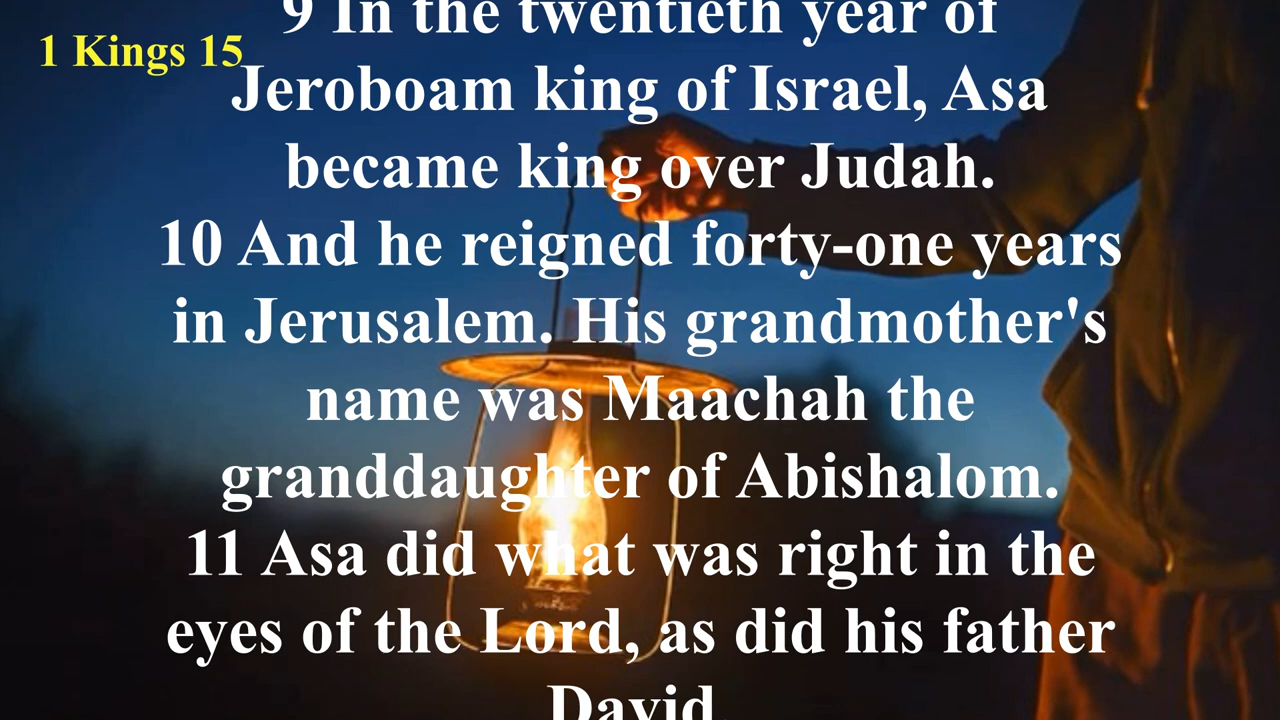 1 Kings 15
9 In the twentieth year of
Jeroboam king of Israel, Asa
became king over Judah.
10 And he reigned forty-one years
in Jerusalem. His grandmother's
name was Maachah the
granddaughter of Abishalom.
11 Asa did what was right in the
eyes of the Lord, as did his father
David.